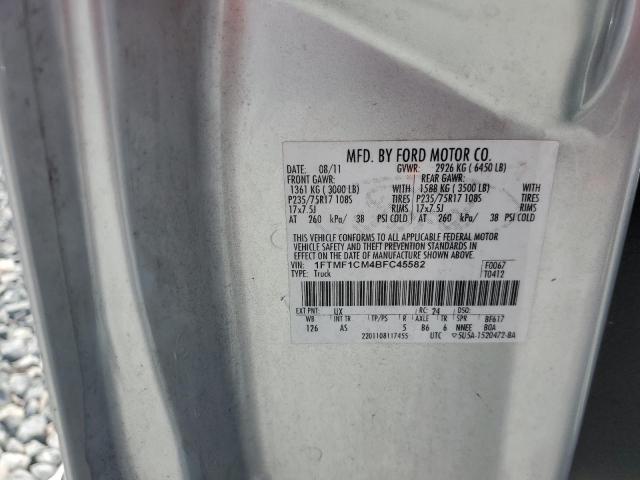 MFD. BY FORD MOTOR CO.
DATE: 08/11 GVWR: 2926 KG ( 6450 LB)
FRONT GAWR: REAR GAWR:
1361 KG ( 3000 LB) WITH 1588 KG ( 3500 LB) WITH
P235/75R17 108S TIRES P235/75R17 108S TIRES
17x7.5J RIMS 17x7.5J RIMS
AT 260 kPa/ 38 PSI COLD AT 260 kPa/ 38 PSI COLD
THIS VEHICLE CONFORMS TO ALL APPLICABLE FEDERAL MOTOR
VEHICLE SAFETY AND THEFT PREVENTION STANDARDS IN
EFFECT ON THE DATE OF MANUFACTURE SHOWN ABOVE.
VIN: 1FTMF1CM4BFC45582 F0067
TYPE: Truck T0412
EXT PNT: UX RC: 24 DSO:
WB INT TR TP/PS R AXLE TR SPR BF617
126 AS 5 B6 6 NNEE BOA
2201108117455 UTC 5U5A-1520472-BA